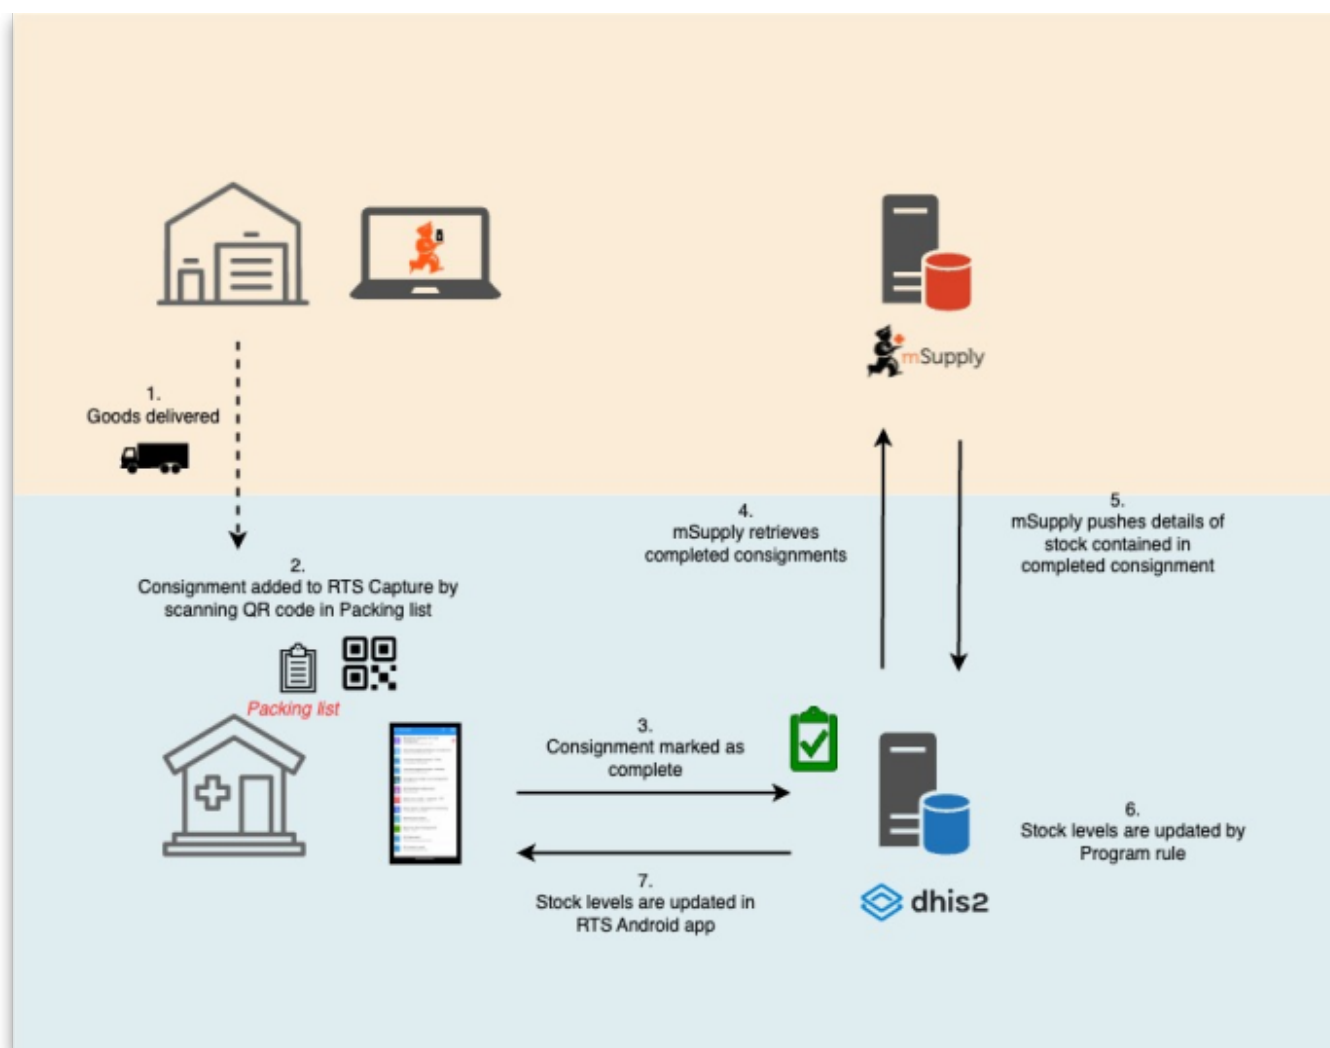 mSupply
1.
Goods delivered
4.
mSupply retrieves
completed consignments
5.
mSupply pushes details of
stock contained in
completed consignment
2.
Consignment added to RTS Capture by
scanning QR code in Packing list
Packing list
3.
Consignment marked as
complete
6.
Stock levels are updated by
Program rule
7.
Stock levels are updated in
RTS Android app
dhis2